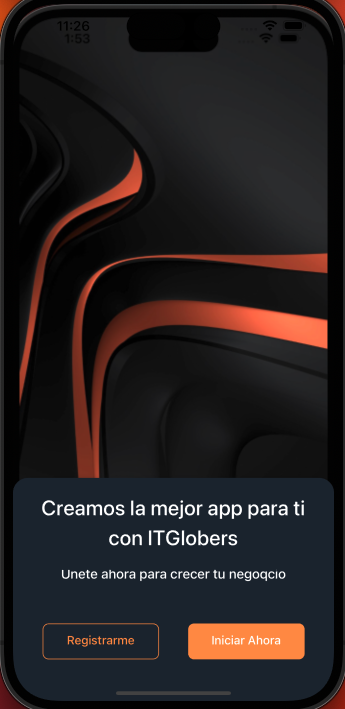 11:26
1:53
Creamos la mejor app para ti
con ITGlobers
Unete ahora para crecer tu negoqcio
Registrarme
Iniciar Ahora